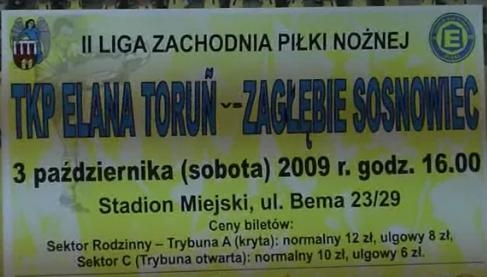 II LIGA ZACHODNIA PIŁKI NOŻNEJ
TKP ELANA TORUŃ -vs- ZAGŁĘBIE SOSNOWIEC
3 października (sobota) 2009 r. godz. 16.00
Stadion Miejski, ul. Bema 23/29
Ceny biletów:
Sektor Rodzinny – Trybuna A (kryta): normalny 12 zł, ulgowy 8 zł,
Sektor C (Trybuna otwarta): normalny 10 zł, ulgowy 6 zł.